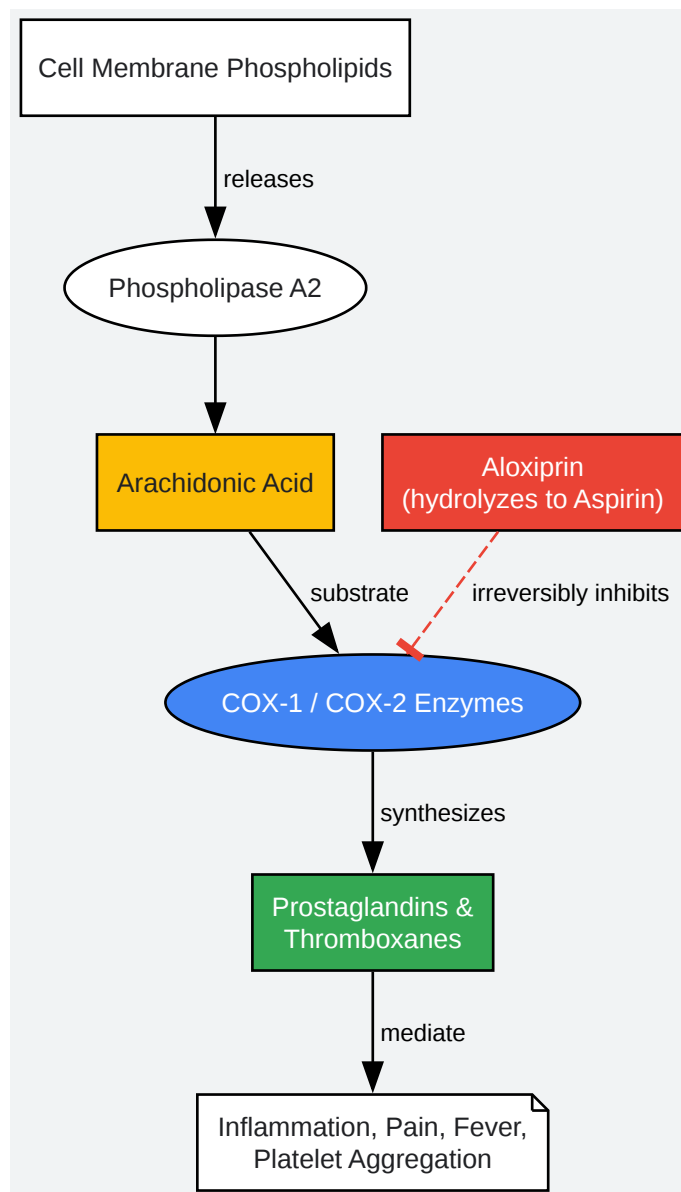 Cell Membrane Phospholipids
releases
Phospholipase A2
Arachidonic Acid
Aloxiprin
(hydrolyzes to Aspirin)
substrate
irreversibly inhibits
COX-1 / COX-2 Enzymes
synthesizes
Prostaglandins &
Thromboxanes
mediate
Inflammation, Pain, Fever,
Platelet Aggregation